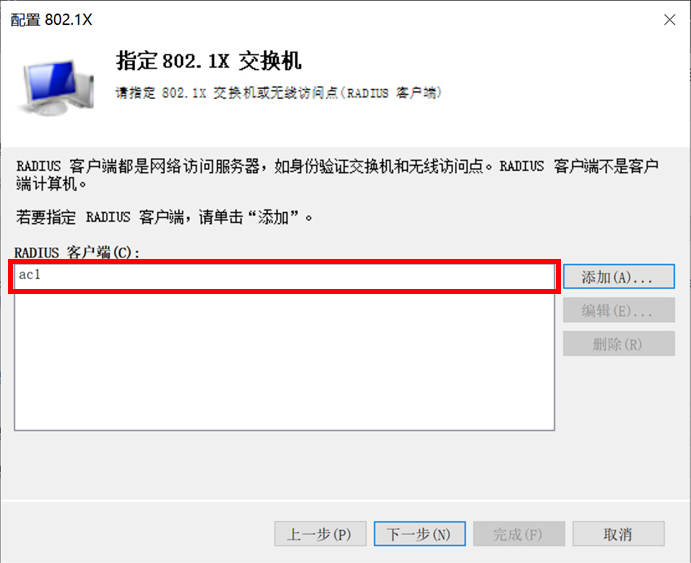 配置 802.1X
指定 802.1X 交换机
请指定 802.1X 交换机或无线访问点(RADIUS 客户端)
RADIUS 客户端都是网络访问服务器，如身份验证交换机和无线访问点。RADIUS 客户端不是客户
端计算机。
若要指定 RADIUS 客户端，请单击“添加”。
RADIUS 客户端(C):
ac1
添加(A)...
编辑(E)...
删除(R)
上一步(P)
下一步(N)
完成(F)
取消